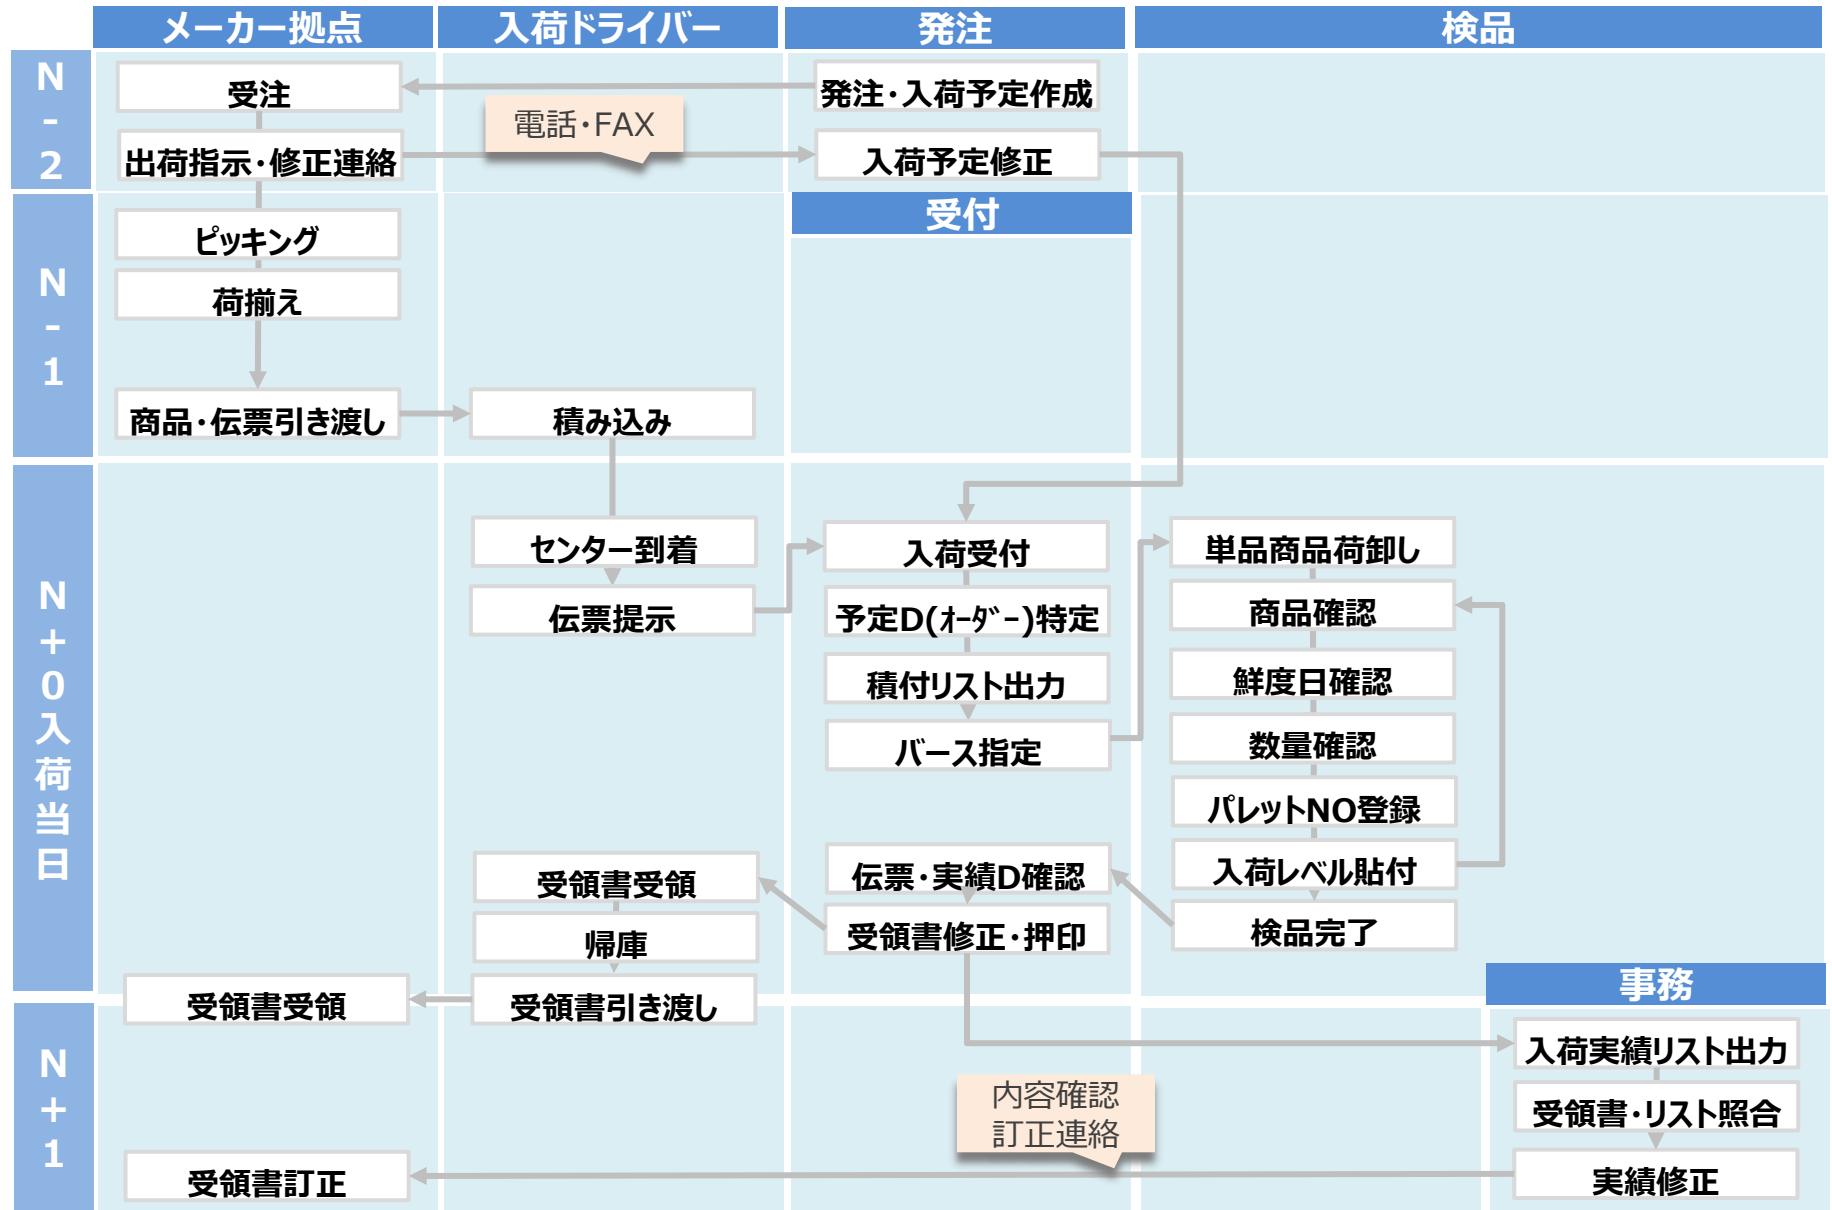 メーカー拠点
入荷ドライバー
発注
検品
N-2
受注
発注・入荷予定作成
電話・FAX
出荷指示・修正連絡
入荷予定修正
N-1
受付
ピッキング
荷揃え
商品・伝票引き渡し
積み込み
N+0入荷当日
センター到着
入荷受付
単品商品荷卸し
伝票提示
予定D(ｵｰﾀﾞｰ)特定
商品確認
積付リスト出力
鮮度日確認
バース指定
数量確認
パレットNO登録
受領書受領
伝票・実績D確認
入荷レベル貼付
帰庫
受領書修正・押印
検品完了
受領書受領
受領書引き渡し
事務
N+1
入荷実績リスト出力
内容確認
訂正連絡
受領書・リスト照合
受領書訂正
実績修正